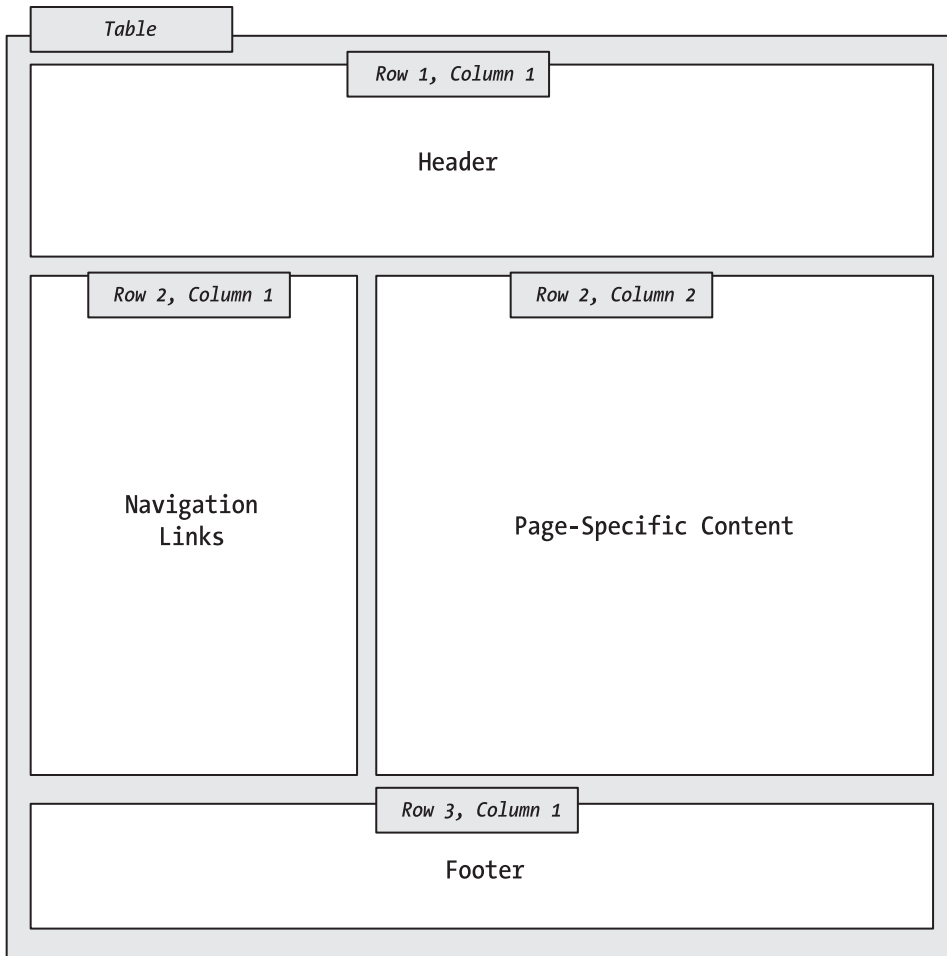 Table
Row 1, Column 1
Header
Row 2, Column 1
Row 2, Column 2
Navigation
Links
Page-Specific Content
Row 3, Column 1
Footer